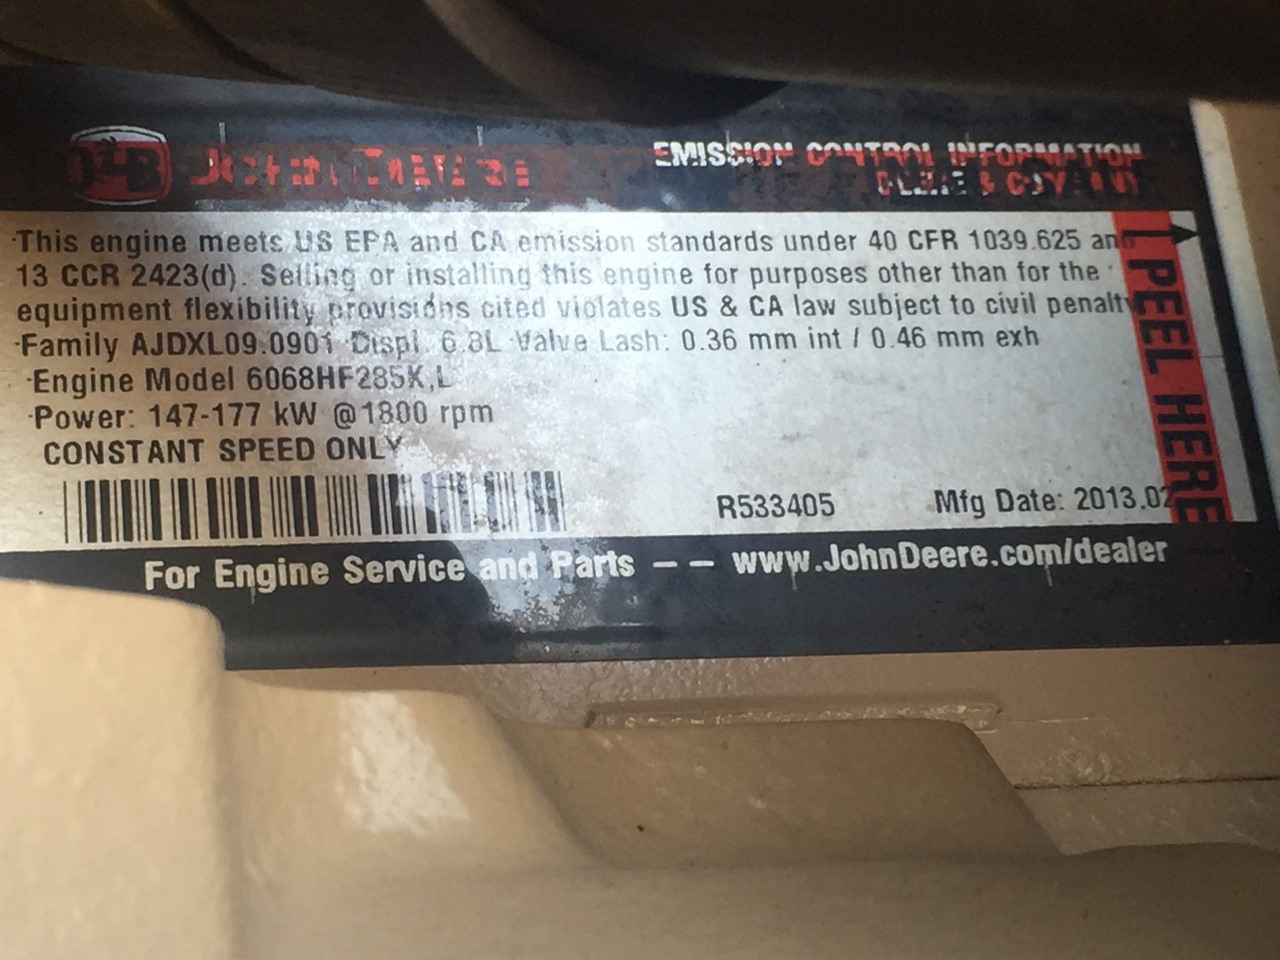 JOHN DEERE
EMISSION CONTROL INFORMATION
DEERE & COMPANY
·This engine meets US EPA and CA emission standards under 40 CFR 1039.625 and
13 CCR 2423(d). Selling or installing this engine for purposes other than for the
equipment flexibility provisions cited violates US & CA law subject to civil penalty
·Family AJDXL09.0901 ·Displ. 6.8L ·Valve Lash: 0.36 mm int / 0.46 mm exh
·Engine Model 6068HF285K,L
·Power: 147-177 kW @1800 rpm
CONSTANT SPEED ONLY
R533405 Mfg Date: 2013.02
For Engine Service and Parts – – www.JohnDeere.com/dealer
PEEL HERE